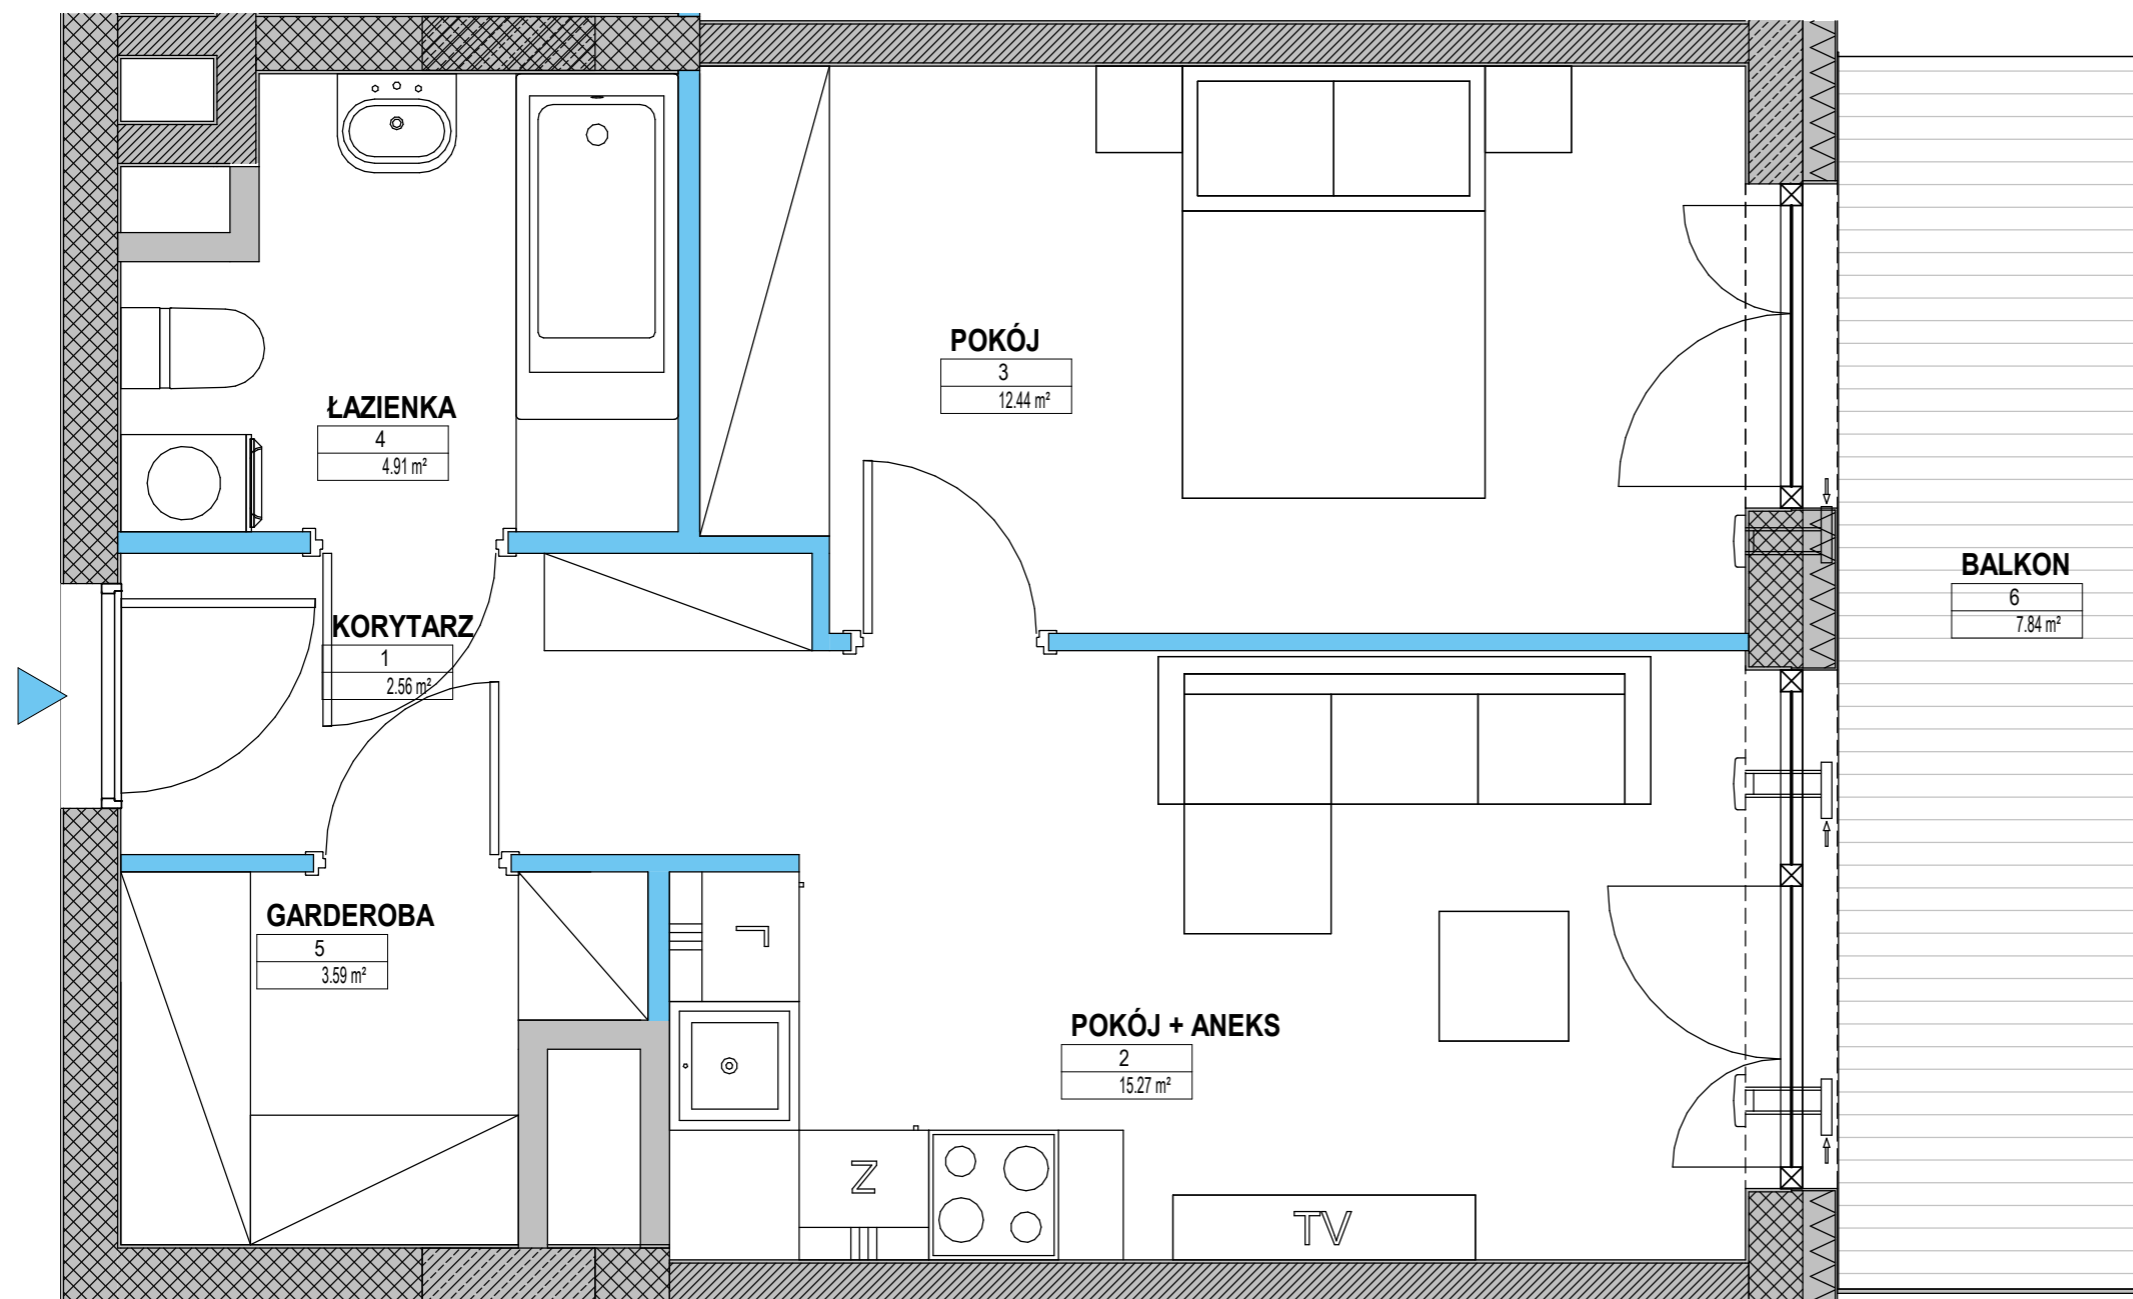 POKÓJ
3
12.44 m²
ŁAZIENKA
4
4.91 m²
BALKON
6
7.84 m²
KORYTARZ
1
2.56 m²
GARDEROBA
5
3.59 m²
L
POKÓJ + ANEKS
2
15.27 m²
Z
TV